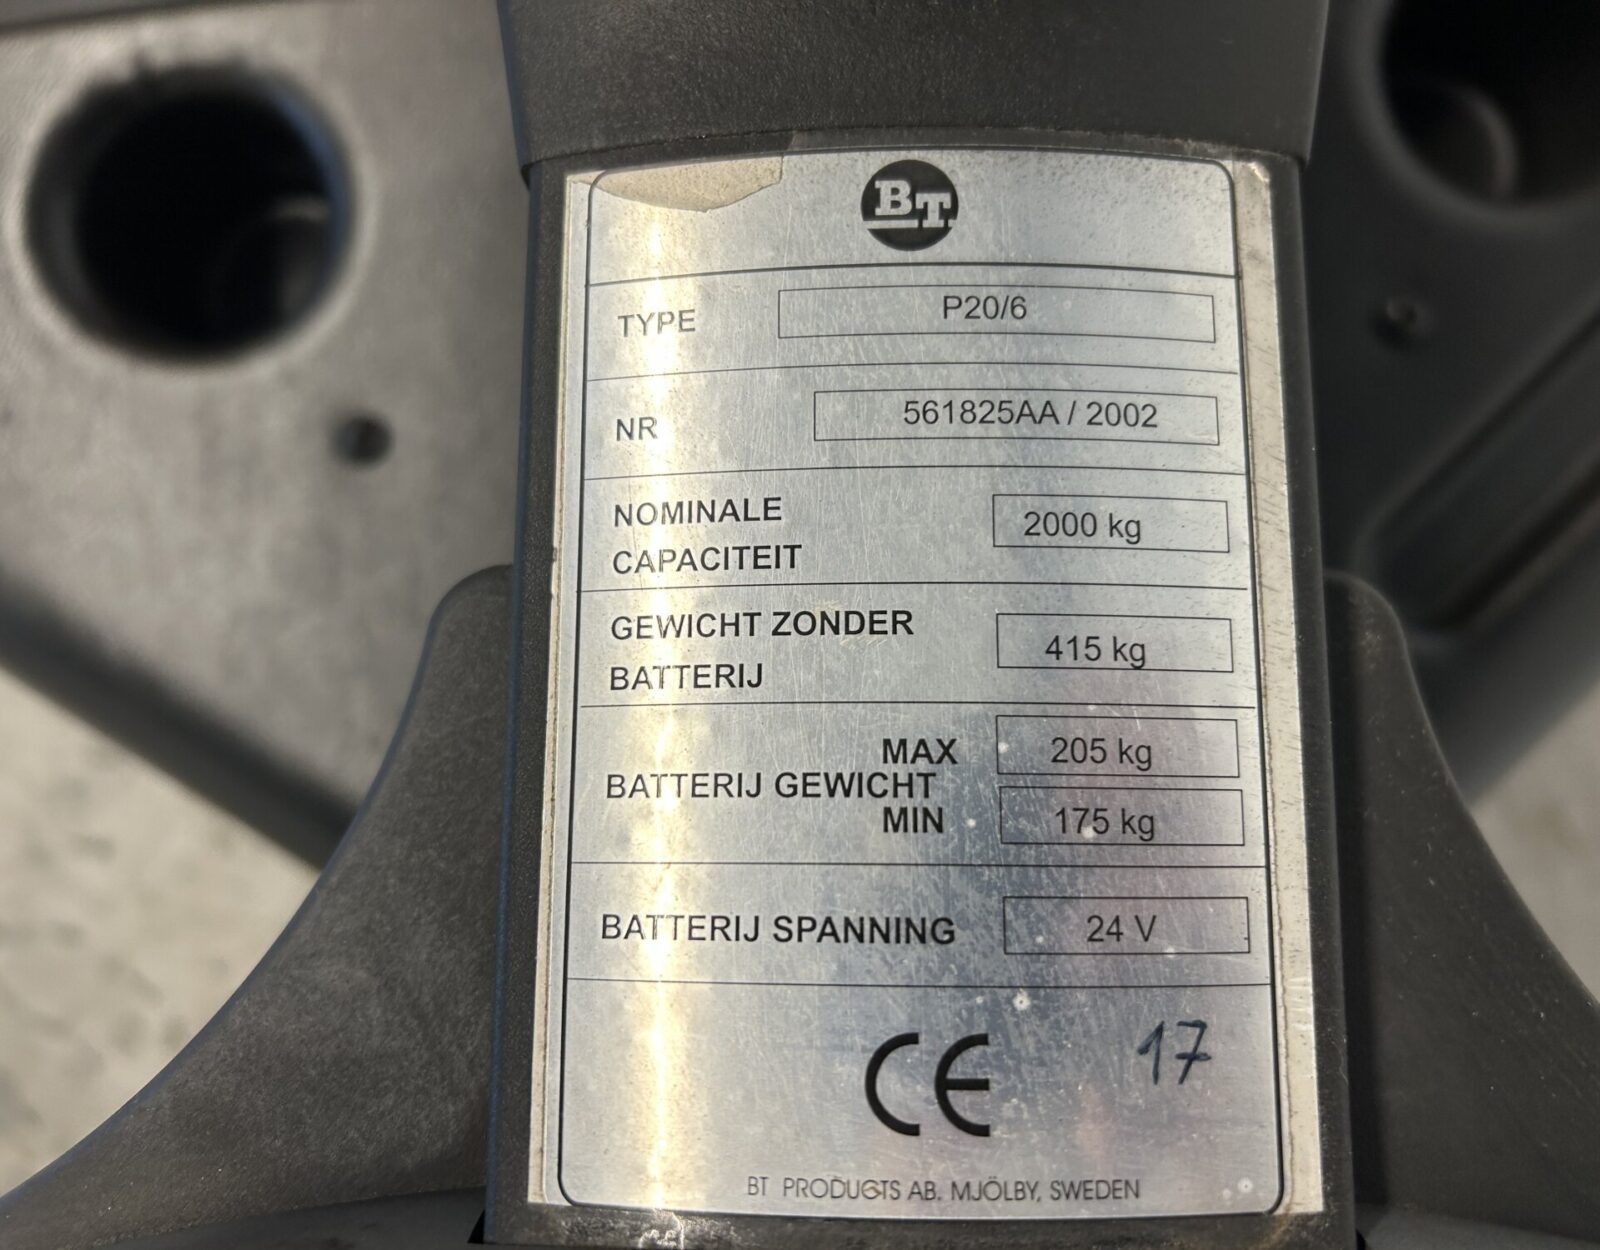 BT
TYPE P20/6
NR 561825AA / 2002
NOMINALE
CAPACITEIT 2000 kg
GEWICHT ZONDER
BATTERIJ 415 kg
MAX 205 kg
BATTERIJ GEWICHT
MIN 175 kg
BATTERIJ SPANNING 24 V
CE 17
BT PRODUCTS AB. MJÖLBY, SWEDEN